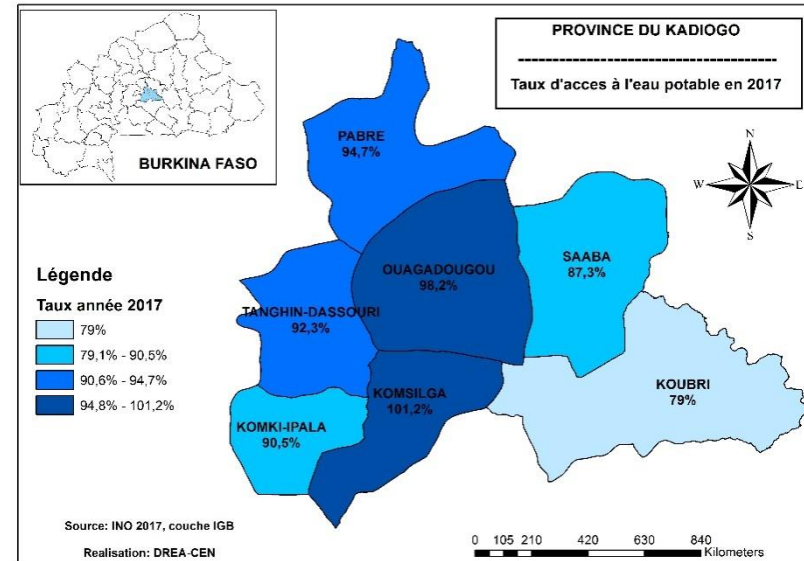 PROVINCE DU KADIOGO
----------------------------------------
Taux d'acces à l'eau potable en 2017
BURKINA FASO
N
W
D
S
PABRE
94,7%
OUAGADOUGOU
98,2%
SAABA
87,3%
TANGHIN-DASSOURI
92,3%
KOMSILGA
101,2%
KOUBRI
79%
KOMKI-IPALA
90,5%
Légende
Taux année 2017
79%
79,1% - 90,5%
90,6% - 94,7%
94,8% - 101,2%
Source: INO 2017, couche IGB
Realisation: DREA-CEN
0 105 210 420 630 840
Kilometers